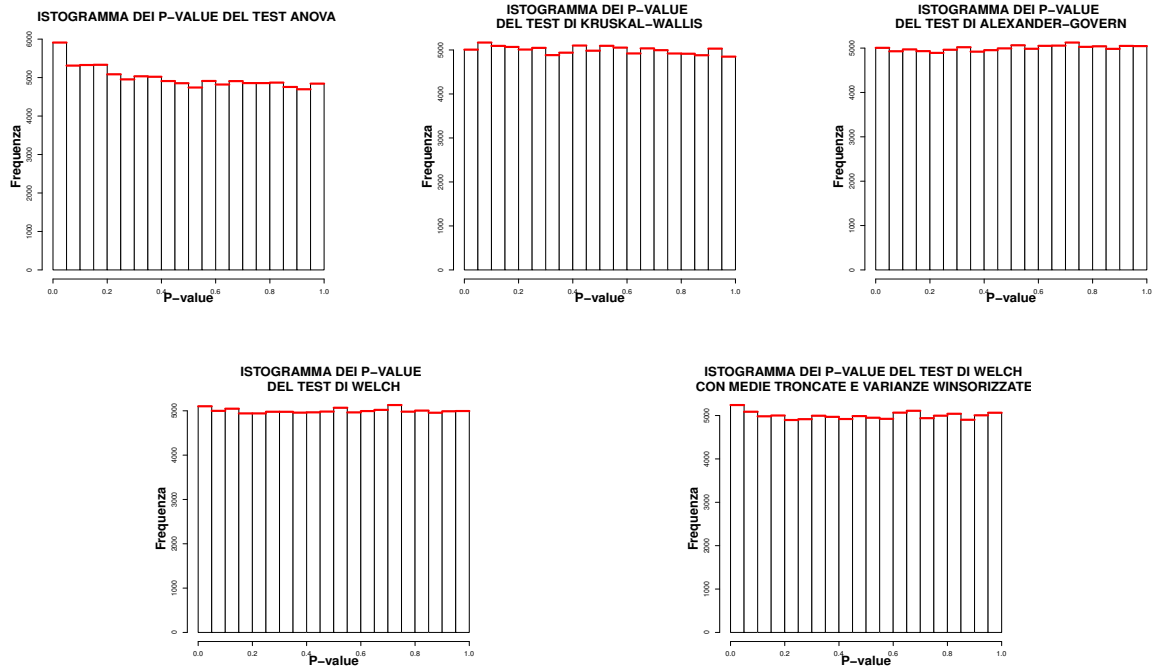 ISTOGRAMMA DEI P−VALUE DEL TEST ANOVA
Frequenza
0
1000
2000
3000
4000
5000
6000
0.0 0.2 0.4 0.6 0.8 1.0
P−value
ISTOGRAMMA DEI P−VALUE
DEL TEST DI KRUSKAL−WALLIS
Frequenza
0
1000
2000
3000
4000
5000
0.0 0.2 0.4 0.6 0.8 1.0
P−value
ISTOGRAMMA DEI P−VALUE
DEL TEST DI ALEXANDER−GOVERN
Frequenza
0
1000
2000
3000
4000
5000
0.0 0.2 0.4 0.6 0.8 1.0
P−value
ISTOGRAMMA DEI P−VALUE
DEL TEST DI WELCH
Frequenza
0
1000
2000
3000
4000
5000
0.0 0.2 0.4 0.6 0.8 1.0
P−value
ISTOGRAMMA DEI P−VALUE DEL TEST DI WELCH
CON MEDIE TRONCATE E VARIANZE WINSORIZZATE
Frequenza
0
1000
2000
3000
4000
5000
0.0 0.2 0.4 0.6 0.8 1.0
P−value